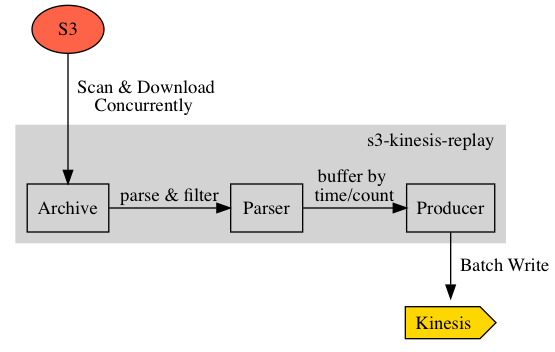 S3
Scan & Download
Concurrently
s3-kinesis-replay
Archive
parse & filter
Parser
buffer by
time/count
Producer
Batch Write
Kinesis